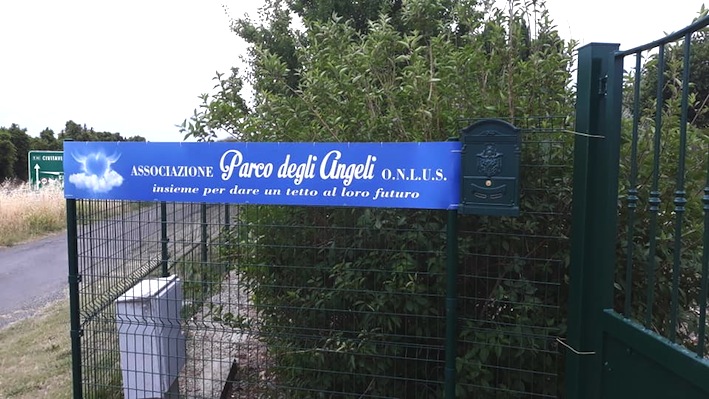 ASSOCIAZIONE Parco degli Angeli O.N.L.U.S.
insieme per dare un tetto al loro futuro